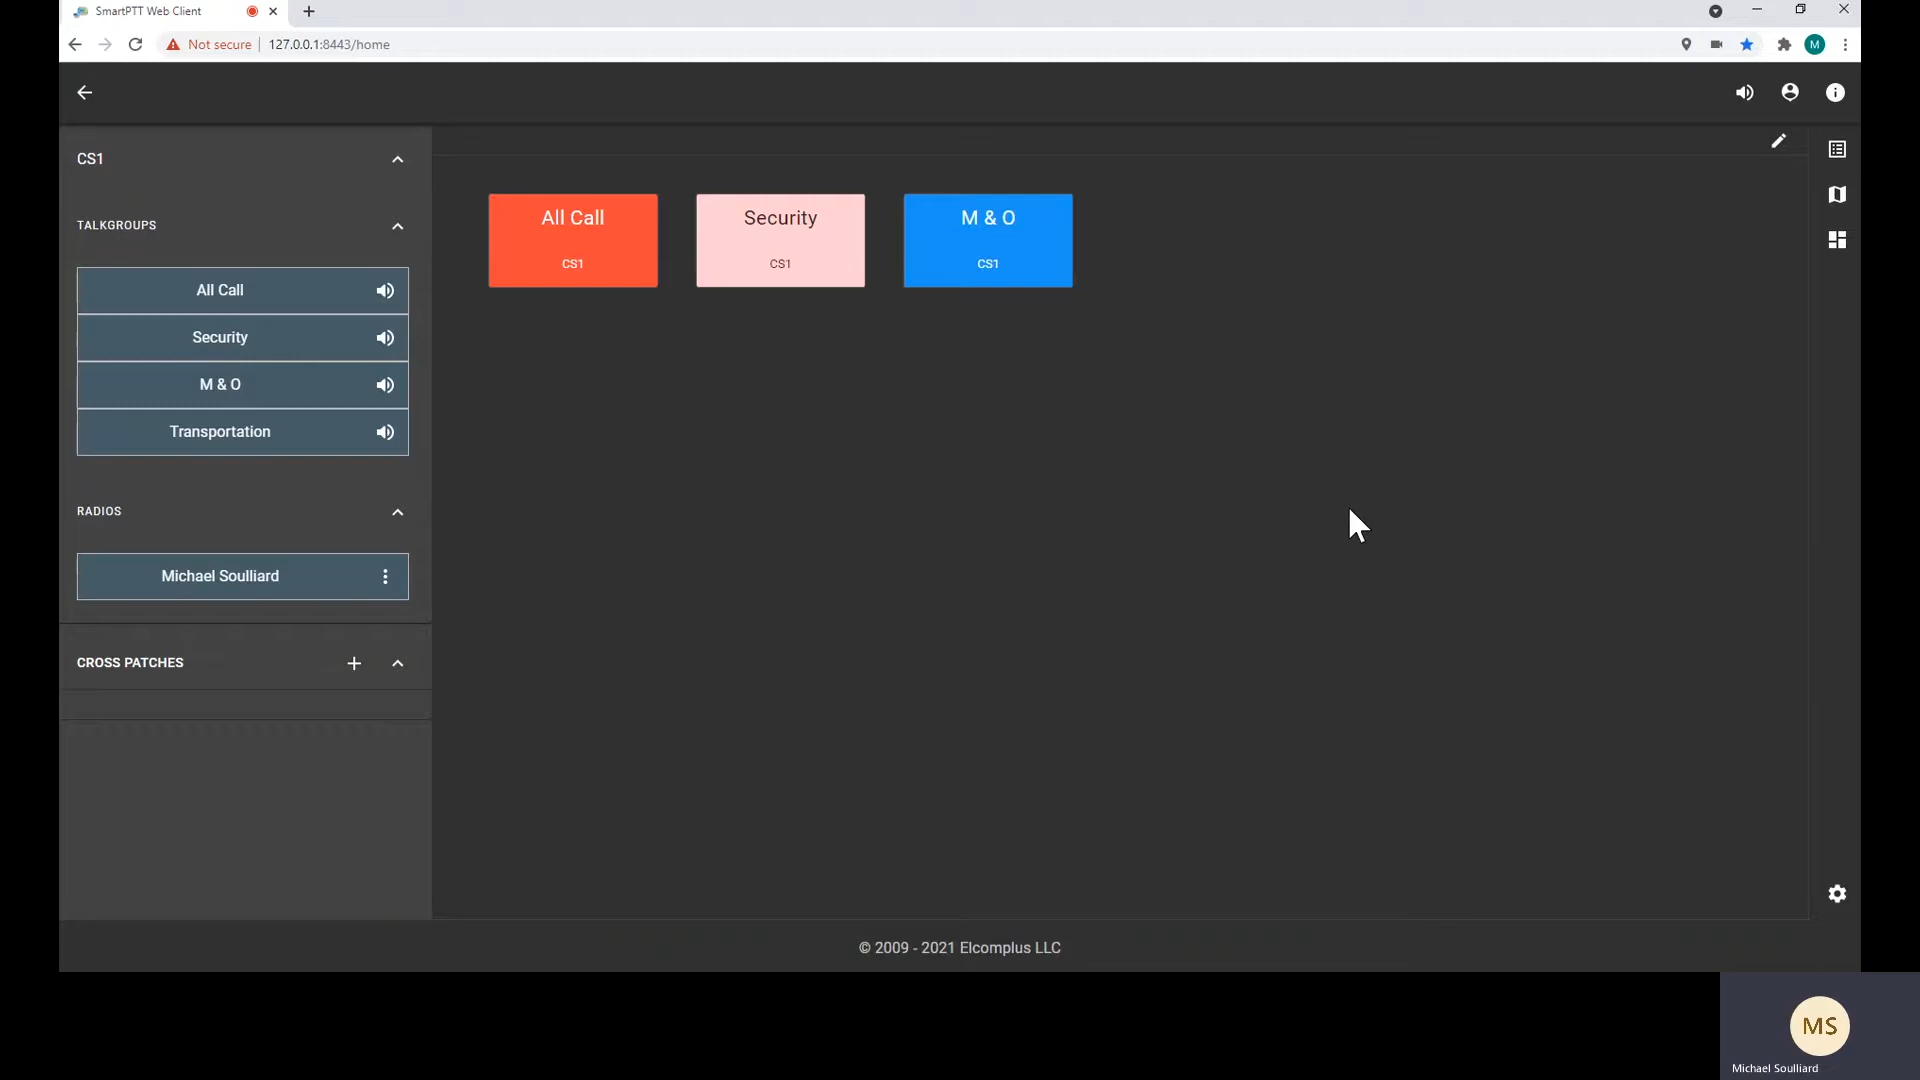 SmartPTT Web Client
Not secure
127.0.0.1:8443/home
M
CS1
TALKGROUPS
All Call
Security
M & O
Transportation
RADIOS
Michael Soulliard
CROSS PATCHES
All Call
CS1
Security
CS1
M & O
CS1
© 2009 - 2021 Elcomplus LLC
MS
Michael Soulliard